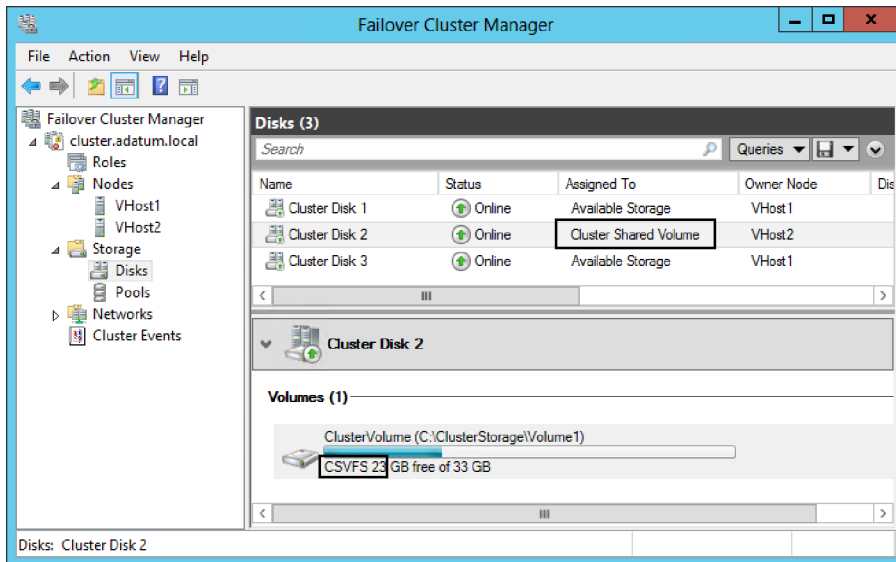 Failover Cluster Manager
File Action View Help
Failover Cluster Manager
cluster.adatum.local
Roles
Nodes
VHost1
VHost2
Storage
Disks
Pools
Networks
Cluster Events
Disks (3)
Search
Queries
Name Status Assigned To Owner Node Dis
Cluster Disk 1 Online Available Storage VHost1
Cluster Disk 2 Online Cluster Shared Volume VHost2
Cluster Disk 3 Online Available Storage VHost1
Cluster Disk 2
Volumes (1)
ClusterVolume (C:\ClusterStorage\Volume1)
CSVFS 23 GB free of 33 GB
Disks: Cluster Disk 2